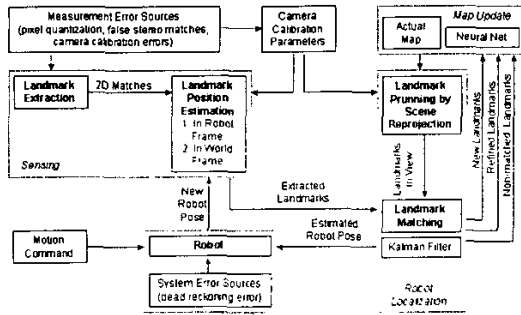 Measurement Error Sources
(pixel quantization, false stereo matches,
camera calibration errors)
Camera
Calibration
Parameters
Map Update
Actual
Map
Neural Net
Landmark
Extraction
2D Matches
Landmark
Position
Estimation
1. In Robot
Frame
2. In World
Frame
Sensing
Landmark
Prunning by
Scene
Reprojection
New Landmarks
Refined Landmarks
Non-matched Landmarks
Landmarks
In View
New
Robot
Pose
Extracted
Landmarks
Landmark
Matching
Kalman Filter
Estimated
Robot Pose
Motion
Command
Robot
System Error Sources
(dead reckoning error)
Robot
Localization